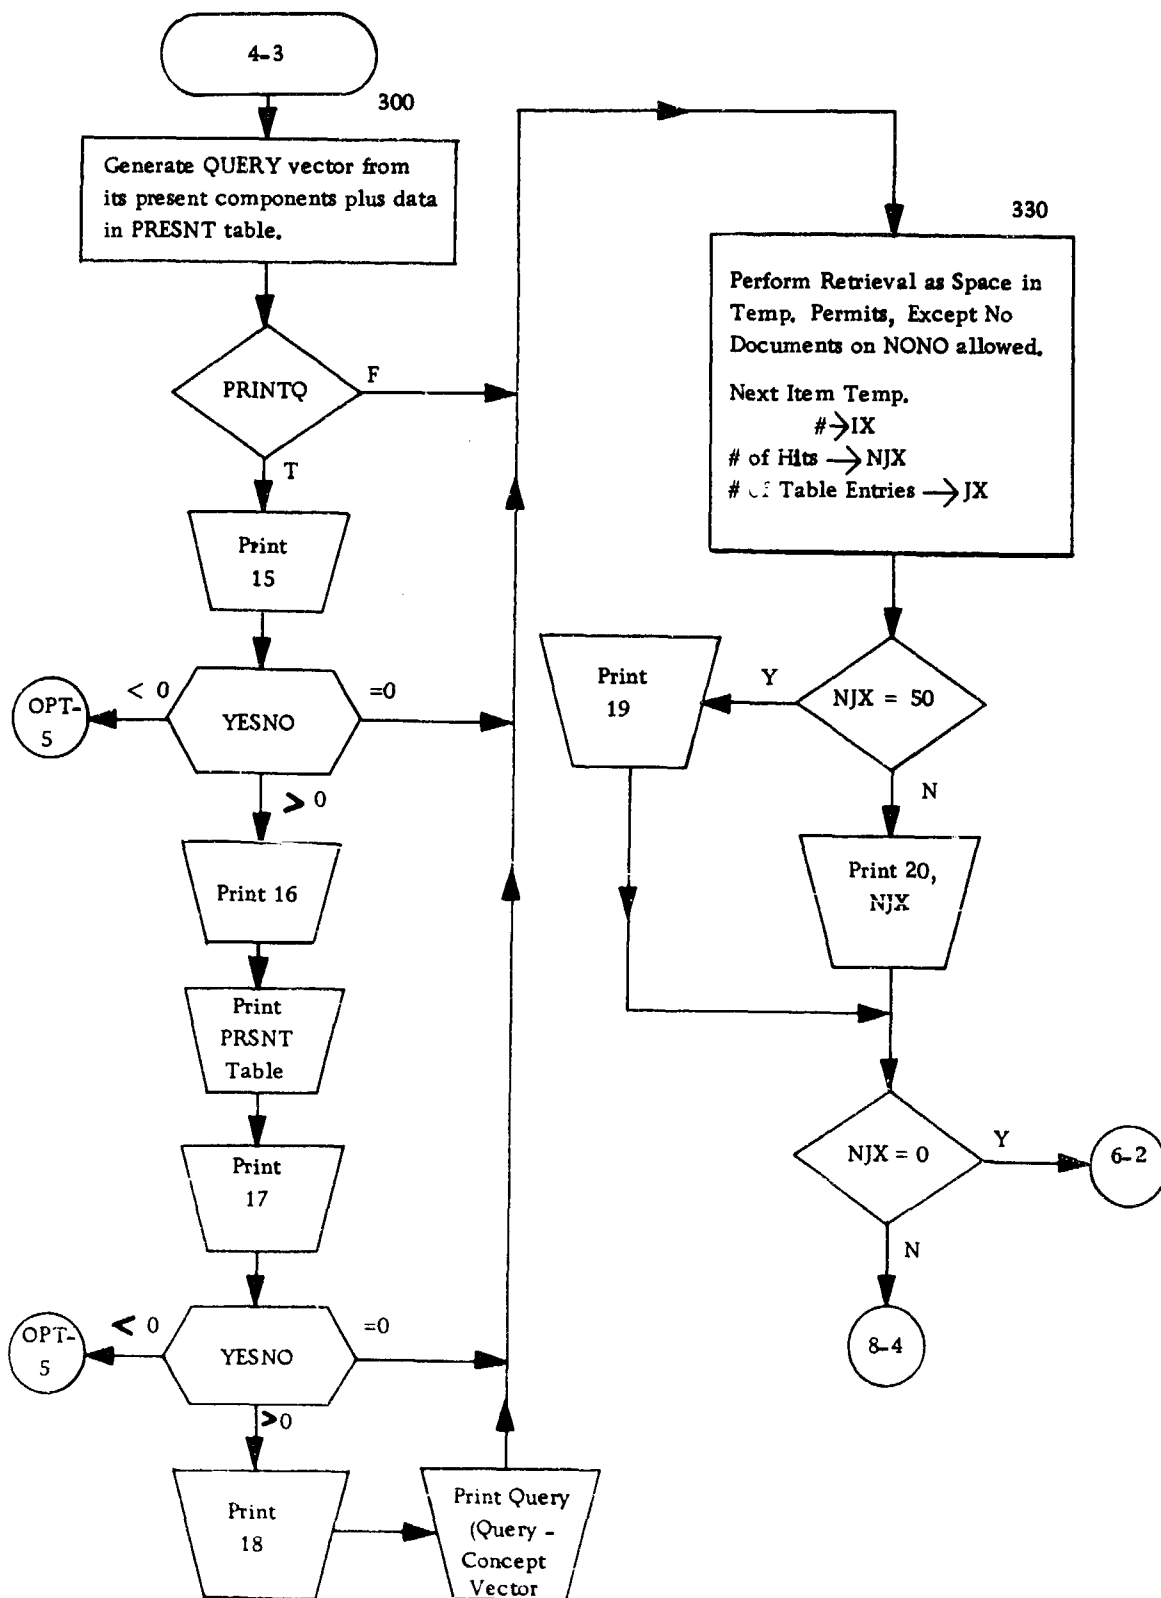 4-3
300
Generate QUERY vector from
its present components plus data
in PRESNT table.
PRINTQ
F
T
Print
15
OPT-
5
< 0
YESNO
=0
> 0
Print 16
Print
PRSNT
Table
Print
17
OPT-
5
< 0
YESNO
=0
>0
Print
18
Print Query
(Query -
Concept
Vector
330
Perform Retrieval as Space in
Temp. Permits, Except No
Documents on NONO allowed.
Next Item Temp.
#→IX
# of Hits → NJX
# of Table Entries → JX
NJX = 50
Y
N
Print
19
Print 20,
NJX
NJX = 0
Y
6-2
N
8-4